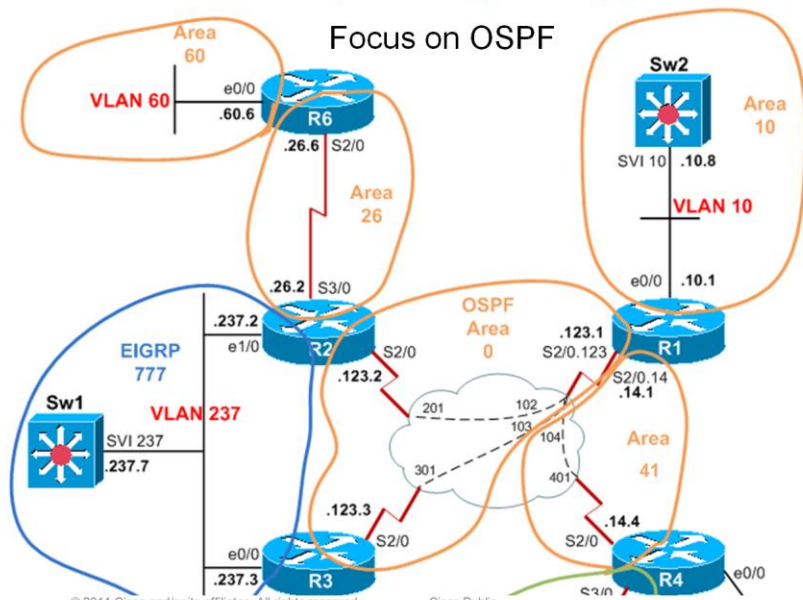 Focus on OSPF
Area
60
VLAN 60
e0/0
.60.6
R6
.26.6
S2/0
Area
26
.26.2
S3/0
Sw2
Area
10
SVI 10
.10.8
VLAN 10
e0/0
.10.1
R1
.123.1
S2/0.123
S2/0.14
.14.1
OSPF
Area
0
.237.2
e1/0
R2
S2/0
.123.2
EIGRP
777
Sw1
VLAN 237
SVI 237
.237.7
201
102
103
104
301
401
Area
41
.123.3
S2/0
R3
e0/0
.237.3
.14.4
S2/0
R4
e0/0
S3/0